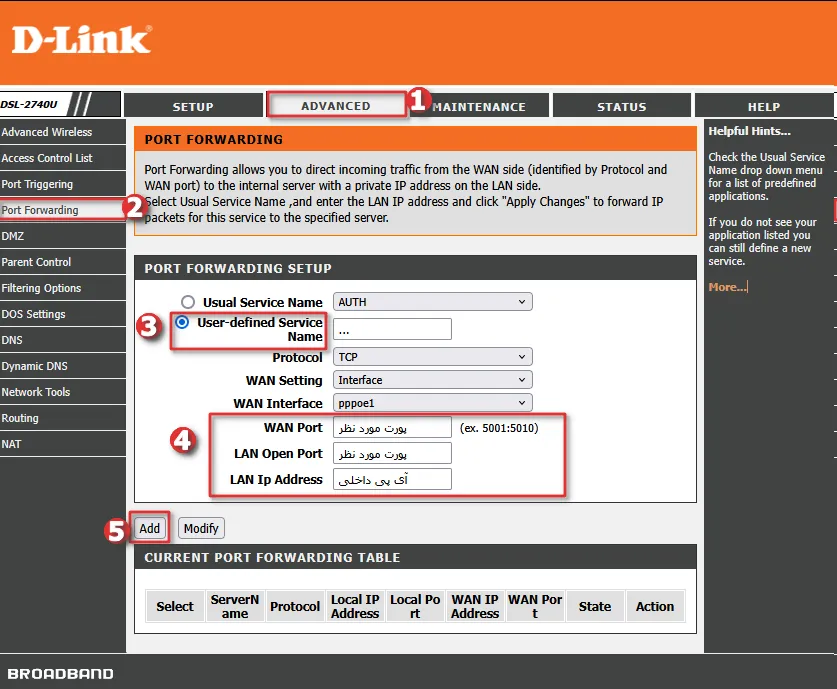 D-Link®
DSL-2740U
SETUP
ADVANCED
1
MAINTENANCE
STATUS
HELP
Advanced Wireless
Access Control List
Port Triggering
Port Forwarding
2
DMZ
Parent Control
Filtering Options
DOS Settings
DNS
Dynamic DNS
Network Tools
Routing
NAT
PORT FORWARDING
Port Forwarding allows you to direct incoming traffic from the WAN side (identified by Protocol and
WAN port) to the internal server with a private IP address on the LAN side.
Select Usual Service Name ,and enter the LAN IP address and click "Apply Changes" to forward IP
packets for this service to the specified server.
PORT FORWARDING SETUP
Usual Service Name AUTH
3
User-defined Service
Name ...
Protocol TCP
WAN Setting Interface
WAN Interface pppoe1
4
WAN Port پورت مورد نظر (ex. 5001:5010)
LAN Open Port پورت مورد نظر
LAN Ip Address آی پی داخلی
5
Add Modify
CURRENT PORT FORWARDING TABLE
Select
ServerN
ame
Protocol
Local IP
Address
Local Po
rt
WAN IP
Address
WAN Por
t
State
Action
Helpful Hints...
Check the Usual Service
Name drop down menu
for a list of predefined
applications.
If you do not see your
application listed you
can still define a new
service.
More...
BROADBAND